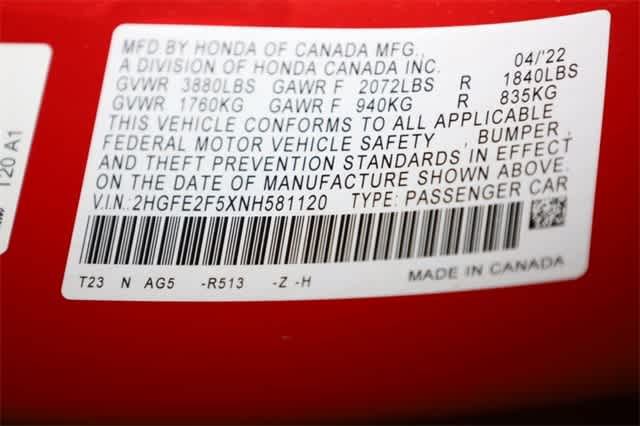 MFD.BY HONDA OF CANADA MFG.,
A DIVISION OF HONDA CANADA INC. 04/'22
GVWR 3880LBS GAWR F 2072LBS R 1840LBS
GVWR 1760KG GAWR F 940KG R 835KG
THIS VEHICLE CONFORMS TO ALL APPLICABLE
FEDERAL MOTOR VEHICLE SAFETY , BUMPER ,
AND THEFT PREVENTION STANDARDS IN EFFECT
ON THE DATE OF MANUFACTURE SHOWN ABOVE.
V.I.N.:2HGFE2F5XNH581120 TYPE: PASSENGER CAR
T23 N AG5 -R513 -Z -H MADE IN CANADA
T20 A1